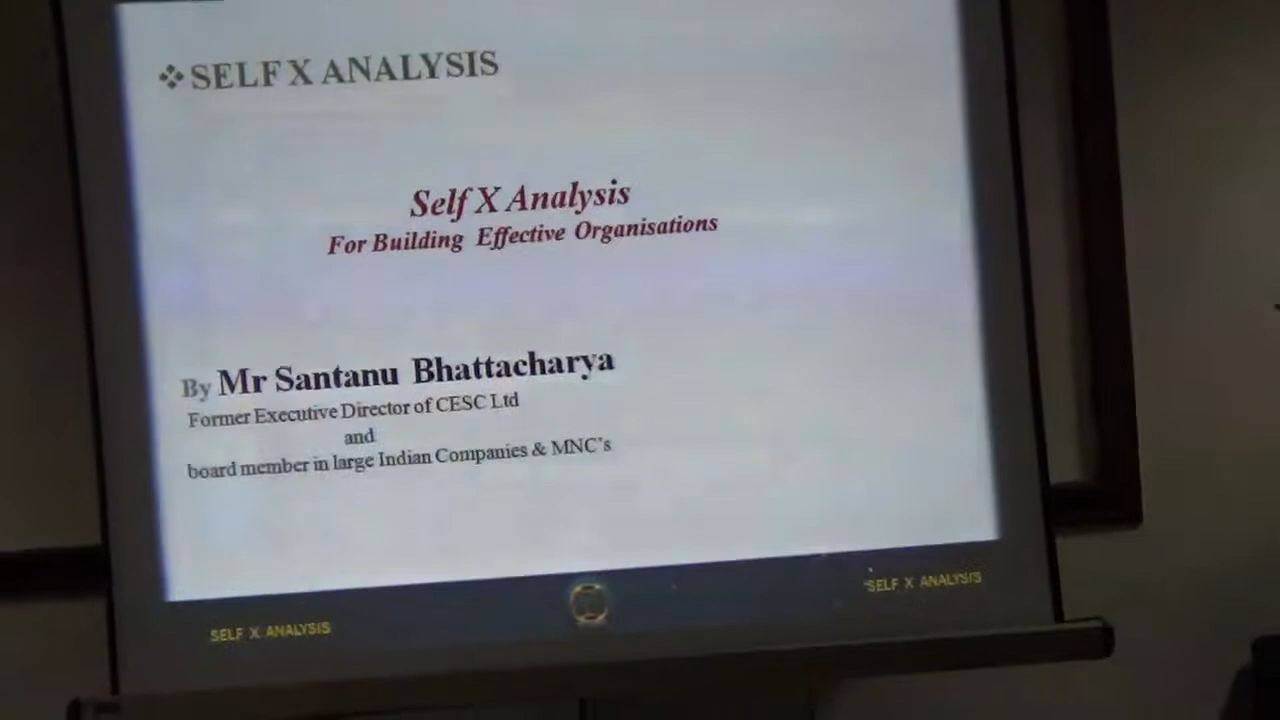 ❖ SELF X ANALYSIS
Self X Analysis
For Building Effective Organisations
By Mr Santanu Bhattacharya
Former Executive Director of CESC Ltd
and
board member in large Indian Companies & MNC's
SELF X ANALYSIS
SELF X ANALYSIS